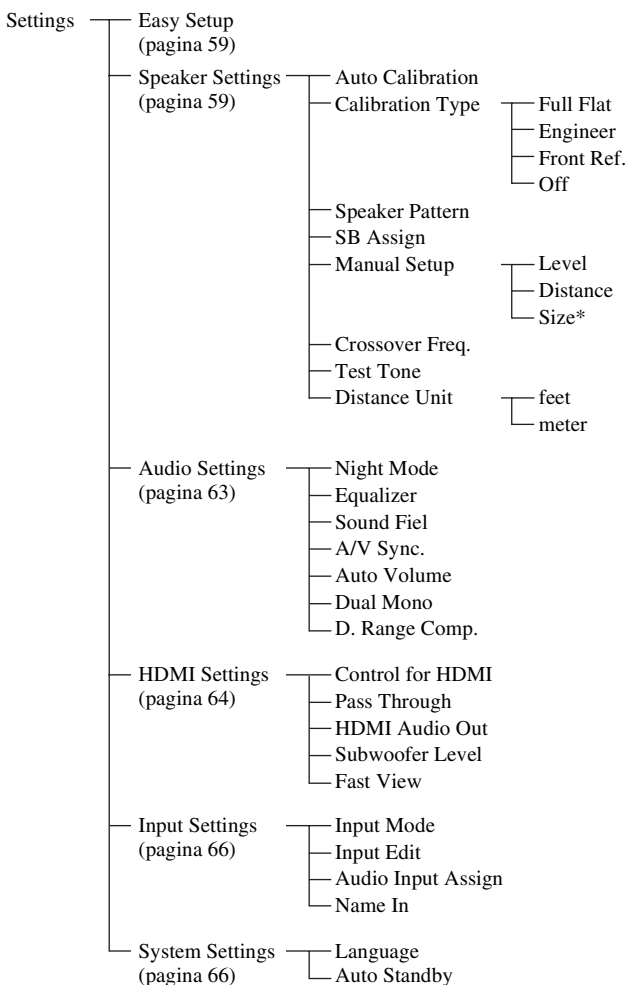 Settings
Easy Setup
(pagina 59)
Speaker Settings
(pagina 59)
Auto Calibration
Calibration Type
Full Flat
Engineer
Front Ref.
Off
Speaker Pattern
SB Assign
Manual Setup
Level
Distance
Size*
Crossover Freq.
Test Tone
Distance Unit
feet
meter
Audio Settings
(pagina 63)
Night Mode
Equalizer
Sound Fiel
A/V Sync.
Auto Volume
Dual Mono
D. Range Comp.
HDMI Settings
(pagina 64)
Control for HDMI
Pass Through
HDMI Audio Out
Subwoofer Level
Fast View
Input Settings
(pagina 66)
Input Mode
Input Edit
Audio Input Assign
Name In
System Settings
(pagina 66)
Language
Auto Standby